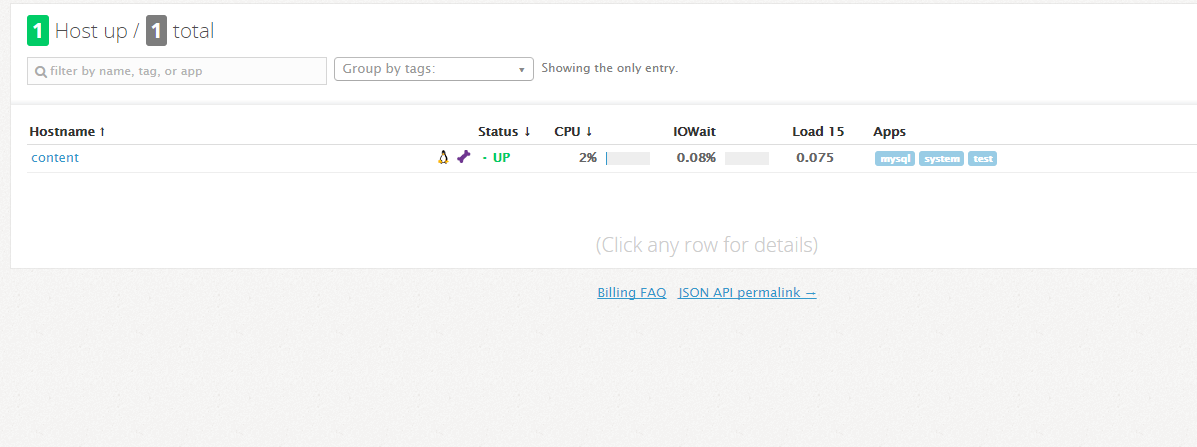 1 Host up / 1 total
filter by name, tag, or app Group by tags: Showing the only entry.
Hostname ↑ Status ↓ CPU ↓ IOWait Load 15 Apps
content - UP 2% 0.08% 0.075 mysql system test
(Click any row for details)
Billing FAQ JSON API permalink →